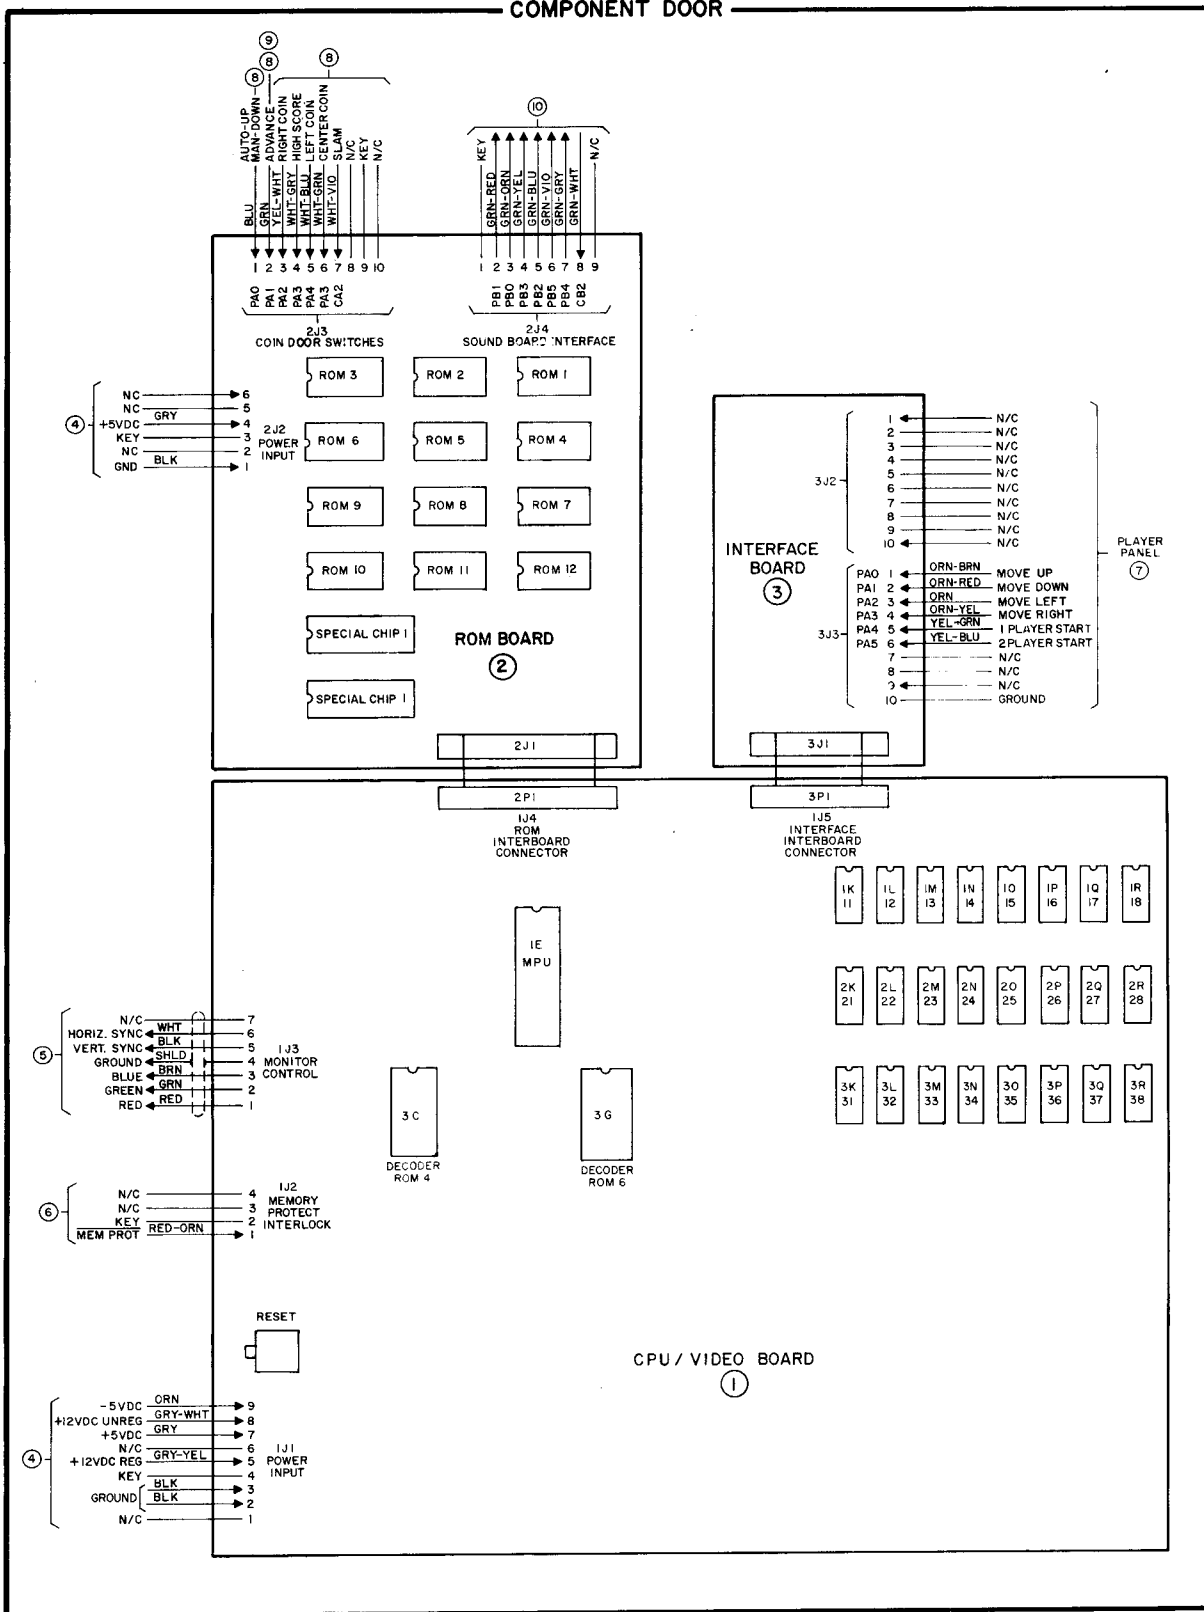 COMPONENT DOOR
9
8
8
8
AUTO-UP
MAN-DOWN
ADVANCE
RIGHT COIN
HIGH SCORE
LEFT COIN
CENTER COIN
SLAM
N/C
KEY
N/C
BLU
GRN
YEL-WHT
WHT-GRY
WHT-BLU
WHT-GRN
WHT-VIO
1 2 3 4 5 6 7 8 9 10
PA0
PA1
PA2
PA3
PA4
PA3
CA2
2J3
COIN DOOR SWITCHES
10
KEY
GRN-RED
GRN-ORN
GRN-YEL
GRN-BLU
GRN-VIO
GRN-GRY
GRN-WHT
N/C
1 2 3 4 5 6 7 8 9
PB1
PB0
PB3
PB2
PB5
PB4
CB2
2J4
SOUND BOARD INTERFACE
ROM 3 ROM 2 ROM 1
ROM 6 ROM 5 ROM 4
ROM 9 ROM 8 ROM 7
ROM 10 ROM 11 ROM 12
SPECIAL CHIP 1
SPECIAL CHIP 1
ROM BOARD
2
4
NC 6
NC 5
+5VDC GRY 4
KEY 3
NC 2
GND BLK 1
2J2
POWER
INPUT
2J1
3J2
1 N/C
2 N/C
3 N/C
4 N/C
5 N/C
6 N/C
7 N/C
8 N/C
9 N/C
10 N/C
INTERFACE
BOARD
3
3J3
PA0 1 ORN-BRN MOVE UP
PA1 2 ORN-RED MOVE DOWN
PA2 3 ORN MOVE LEFT
PA3 4 ORN-YEL MOVE RIGHT
PA4 5 YEL-GRN 1 PLAYER START
PA5 6 YEL-BLU 2 PLAYER START
7 N/C
8 N/C
9 N/C
10 GROUND
PLAYER
PANEL
7
3J1
2P1
1J4
ROM
INTERBOARD
CONNECTOR
3P1
1J5
INTERFACE
INTERBOARD
CONNECTOR
1K 1L 1M 1N 1O 1P 1Q 1R
11 12 13 14 15 16 17 18
1E
MPU
2K 2L 2M 2N 2O 2P 2Q 2R
21 22 23 24 25 26 27 28
3K 3L 3M 3N 3O 3P 3Q 3R
31 32 33 34 35 36 37 38
5
N/C 7
HORIZ. SYNC WHT 6
VERT. SYNC BLK 5
GROUND SHLD 4
BLUE BRN 3
GREEN GRN 2
RED RED 1
1J3
MONITOR
CONTROL
3C
DECODER
ROM 4
3G
DECODER
ROM 6
6
N/C 4
N/C 3
KEY 2
MEM PROT RED-ORN 1
1J2
MEMORY
PROTECT
INTERLOCK
RESET
CPU/VIDEO BOARD
1
4
-5VDC ORN 9
+12VDC UNREG GRY-WHT 8
+5VDC GRY 7
N/C 6
+12VDC REG GRY-YEL 5
KEY 4
GROUND BLK 3
BLK 2
N/C 1
1J1
POWER
INPUT